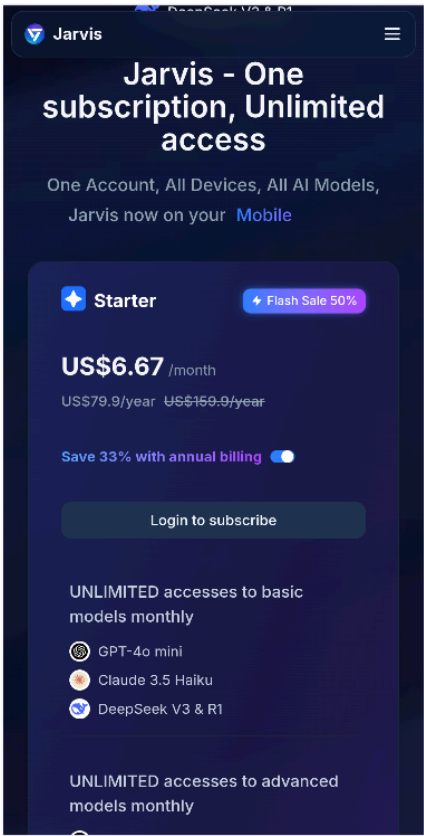 DeepSeek V3 & R1
Jarvis
Jarvis - One
subscription, Unlimited
access
One Account, All Devices, All AI Models,
Jarvis now on your Mobile
Starter
Flash Sale 50%
US$6.67 /month
US$79.9/year US$159.9/year
Save 33% with annual billing
Login to subscribe
UNLIMITED accesses to basic
models monthly
GPT-4o mini
Claude 3.5 Haiku
DeepSeek V3 & R1
UNLIMITED accesses to advanced
models monthly